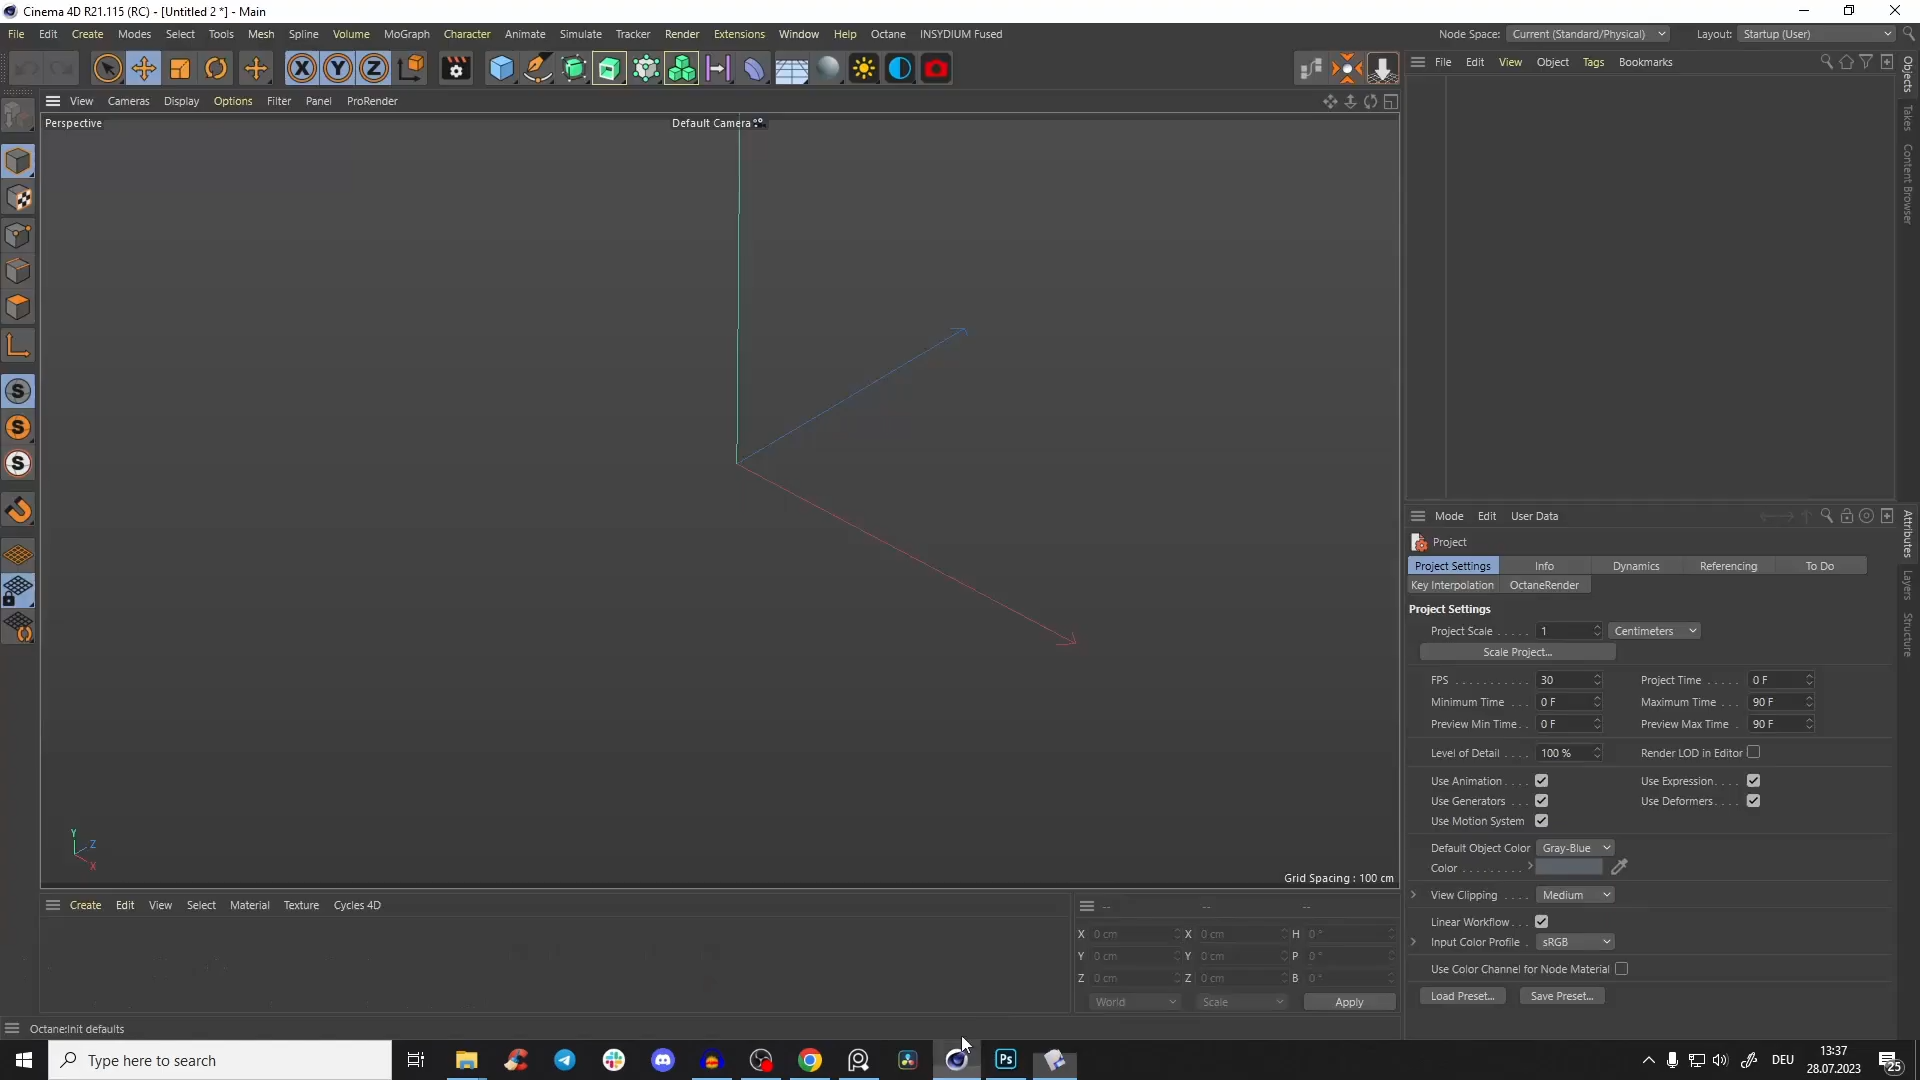 Cinema 4D R21.115 (RC) - [Untitled 2 *] - Main
File Edit Create Modes Select Tools Mesh Spline Volume MoGraph Character Animate Simulate Tracker Render Extensions Window Help Octane INSYDIUM Fused
Node Space: Current (Standard/Physical) Layout: Startup (User)
X Y Z
File Edit View Object Tags Bookmarks
View Cameras Display Options Filter Panel ProRender
Perspective
Default Camera
Objects
Takes
Content Browser
S
S
S
Y
Z
X
Grid Spacing : 100 cm
Mode Edit User Data
Attributes
Layers
Structure
Project
Project Settings Info Dynamics Referencing To Do
Key Interpolation OctaneRender
Project Settings
Project Scale . . . . . 1 Centimeters
Scale Project...
FPS . . . . . . . . . . . 30 Project Time . . . . . 0 F
Minimum Time . . . 0 F Maximum Time . . . 90 F
Preview Min Time . . 0 F Preview Max Time . 90 F
Level of Detail . . . . 100 % Render LOD in Editor
Use Animation . . . . Use Expression. . . .
Use Generators . . . Use Deformers. . . .
Use Motion System
Default Object Color Gray-Blue
Color . . . . . . . . .
View Clipping . . . . Medium
Linear Workflow . . .
Input Color Profile . sRGB
Use Color Channel for Node Material
Load Preset... Save Preset...
Create Edit View Select Material Texture Cycles 4D
-- -- --
X 0 cm X 0 cm H 0 °
Y 0 cm Y 0 cm P 0 °
Z 0 cm Z 0 cm B 0 °
World Scale Apply
Octane:Init defaults
Type here to search
Ps
DEU
13:37
28.07.2023
25